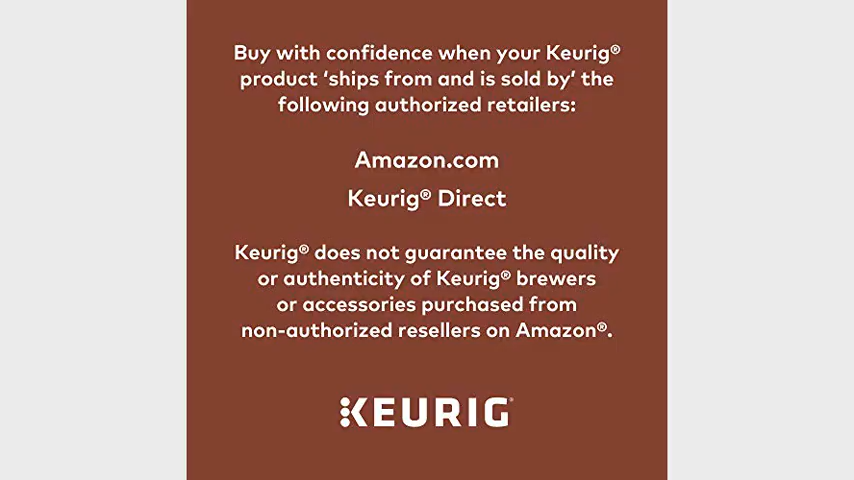 Buy with confidence when your Keurig®
product ‘ships from and is sold by’ the
following authorized retailers:
Amazon.com
Keurig® Direct
Keurig® does not guarantee the quality
or authenticity of Keurig® brewers
or accessories purchased from
non-authorized resellers on Amazon®.
KEURIG®